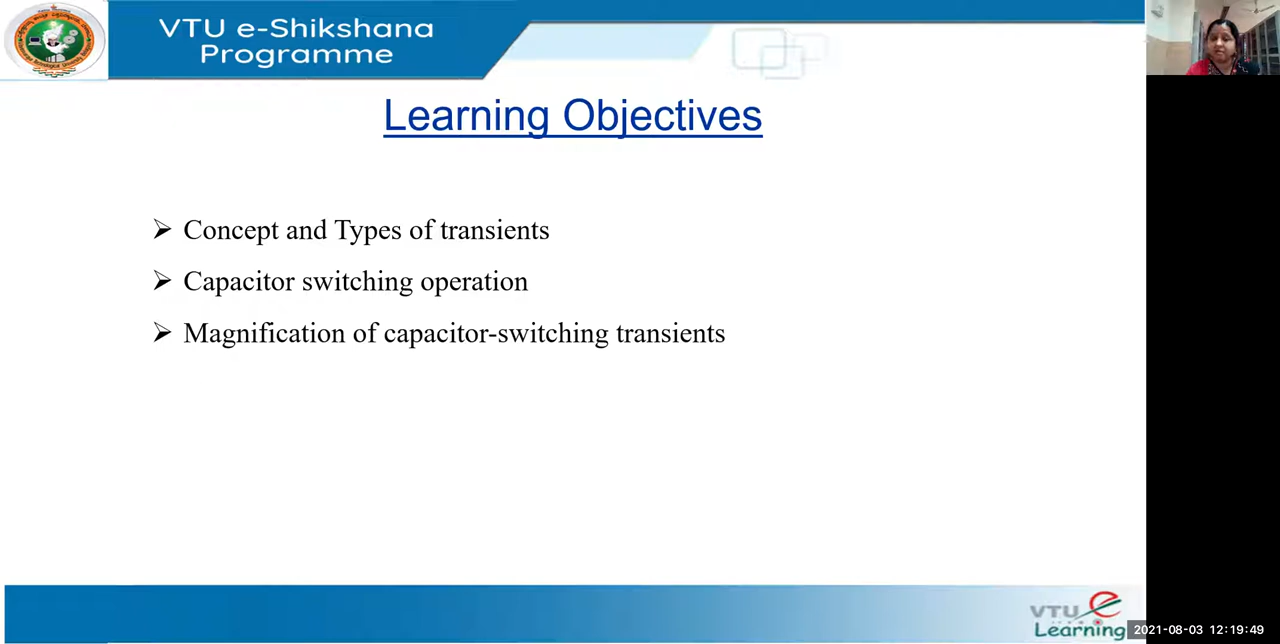 VTU e-Shikshana
Programme
Learning Objectives
➢ Concept and Types of transients
➢ Capacitor switching operation
➢ Magnification of capacitor-switching transients
VTU e
Learning
2021-08-03 12:19:49